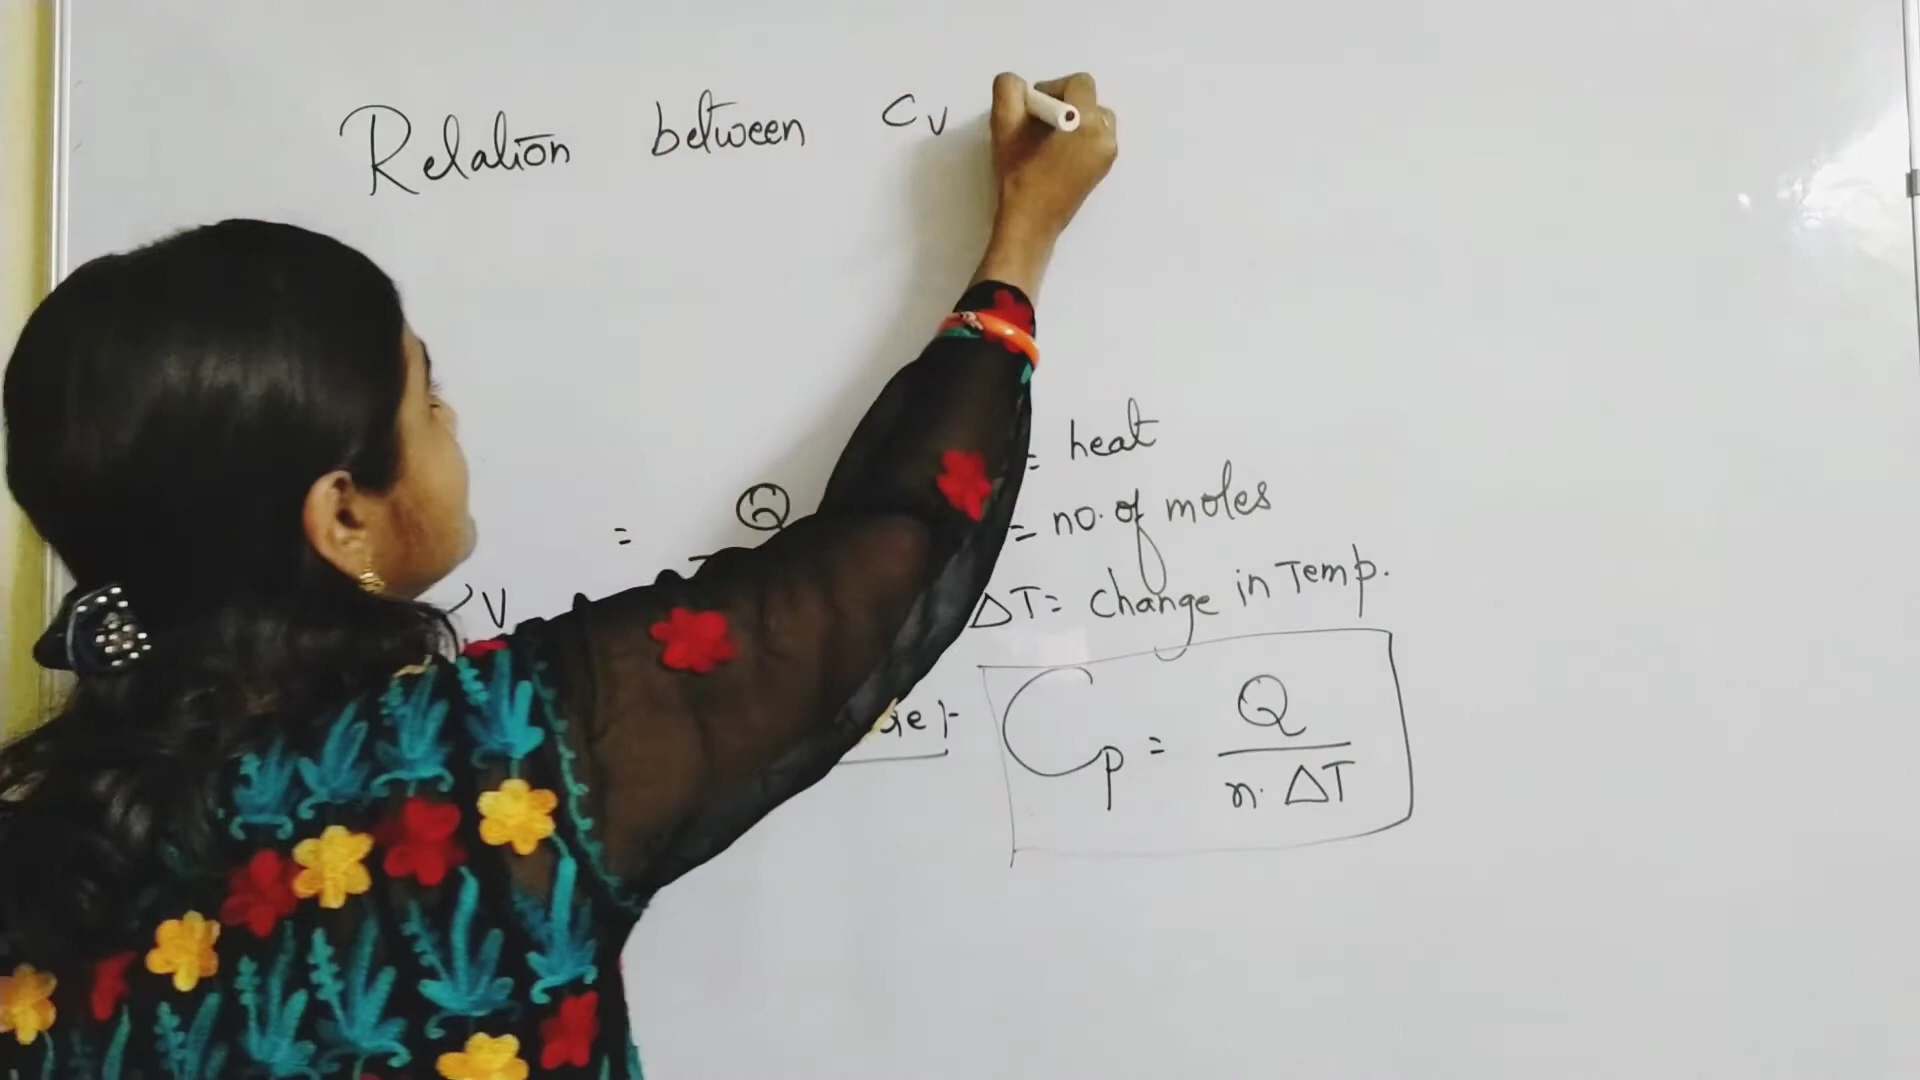 Relation between Cv
= heat
= Q
= no. of moles
V
ΔT = change in Temp.
Cp = Q / n. ΔT